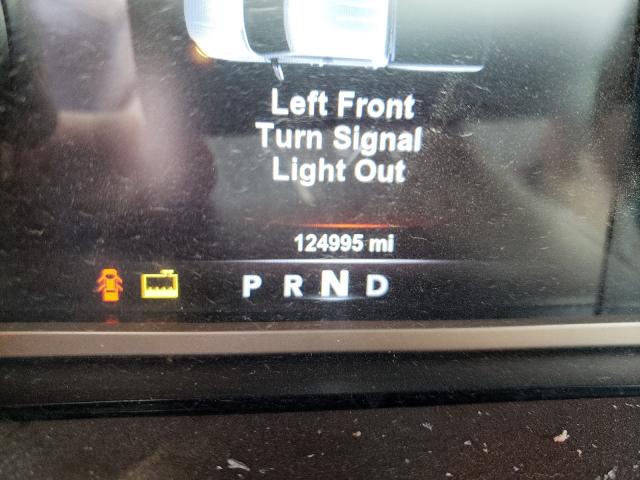 Left Front
Turn Signal
Light Out
124995 mi
P R N D